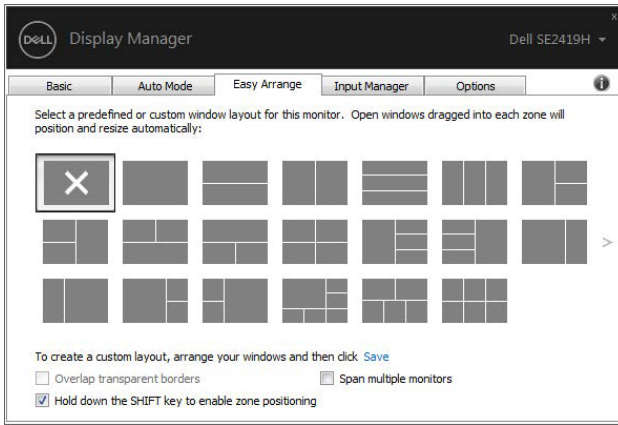 DELL
Display Manager
Dell SE2419H
Basic
Auto Mode
Easy Arrange
Input Manager
Options
Select a predefined or custom window layout for this monitor. Open windows dragged into each zone will
position and resize automatically:
To create a custom layout, arrange your windows and then click Save
Overlap transparent borders
Span multiple monitors
Hold down the SHIFT key to enable zone positioning